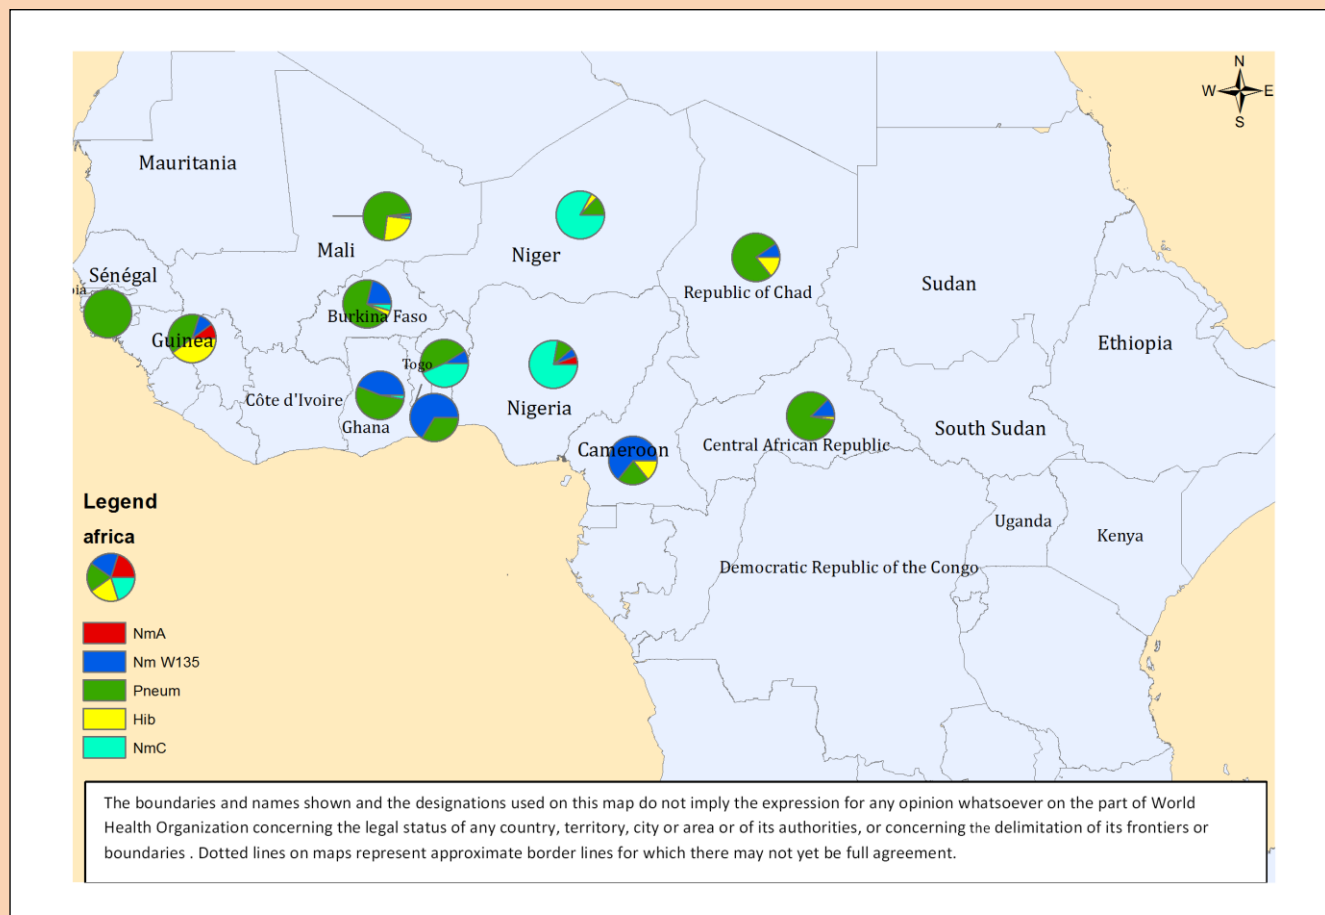 N
W E
S
Mauritania
Mali
Niger
Sénégal
Republic of Chad
Sudan
Burkina Faso
Guinea
Ethiopia
Togo
Côte d'Ivoire
Nigeria
Ghana
South Sudan
Cameroon
Central African Republic
Uganda
Kenya
Democratic Republic of the Congo
Legend
africa
NmA
Nm W135
Pneum
Hib
NmC
The boundaries and names shown and the designations used on this map do not imply the expression for any opinion whatsoever on the part of World
Health Organization concerning the legal status of any country, territory, city or area or of its authorities, or concerning the delimitation of its frontiers or
boundaries . Dotted lines on maps represent approximate border lines for which there may not yet be full agreement.